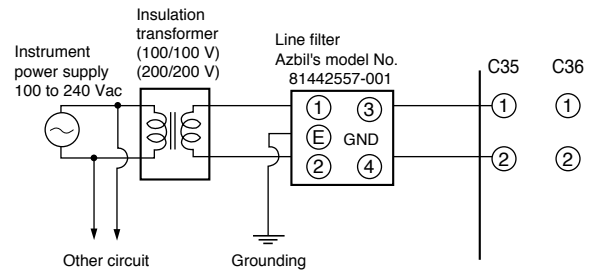 Insulation
transformer
(100/100 V)
(200/200 V)
Instrument
power supply
100 to 240 Vac
Line filter
Azbil's model No.
81442557-001
C35
C36
1
3
1
1
E
GND
2
4
2
2
Other circuit
Grounding